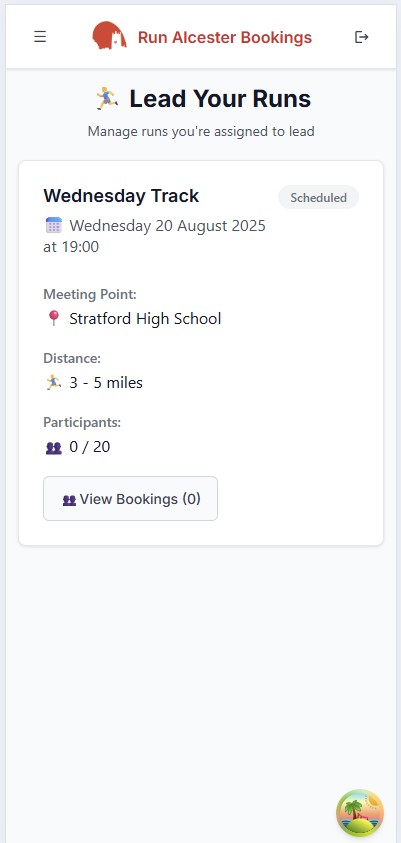 Run Alcester Bookings
Lead Your Runs
Manage runs you're assigned to lead
Wednesday Track
Scheduled
Wednesday 20 August 2025
at 19:00
Meeting Point:
Stratford High School
Distance:
3 - 5 miles
Participants:
0 / 20
View Bookings (0)